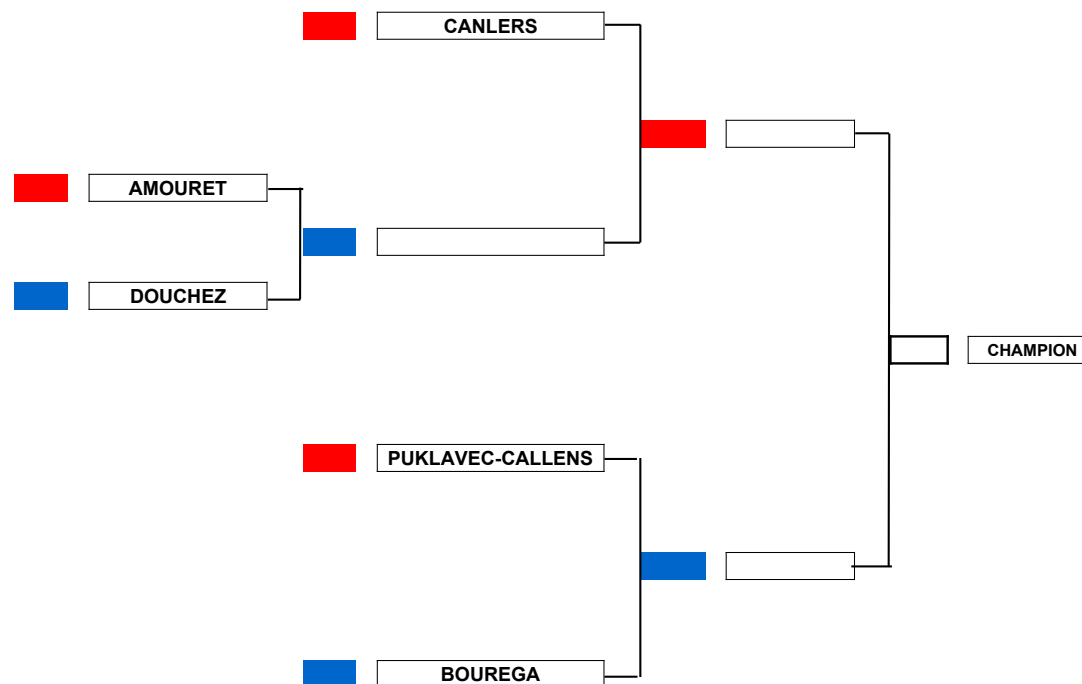 CANLERS
AMOURET
DOUCHEZ
CHAMPION
PUKLAVEC-CALLENS
BOUREGA